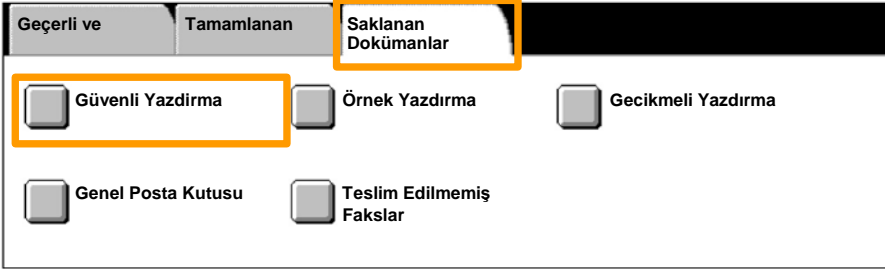 Geçerli ve
Tamamlanan
Saklanan
Dokümanlar
Güvenli Yazdirma
Örnek Yazdırma
Gecikmeli Yazdırma
Genel Posta Kutusu
Teslim Edilmemiş
Fakslar